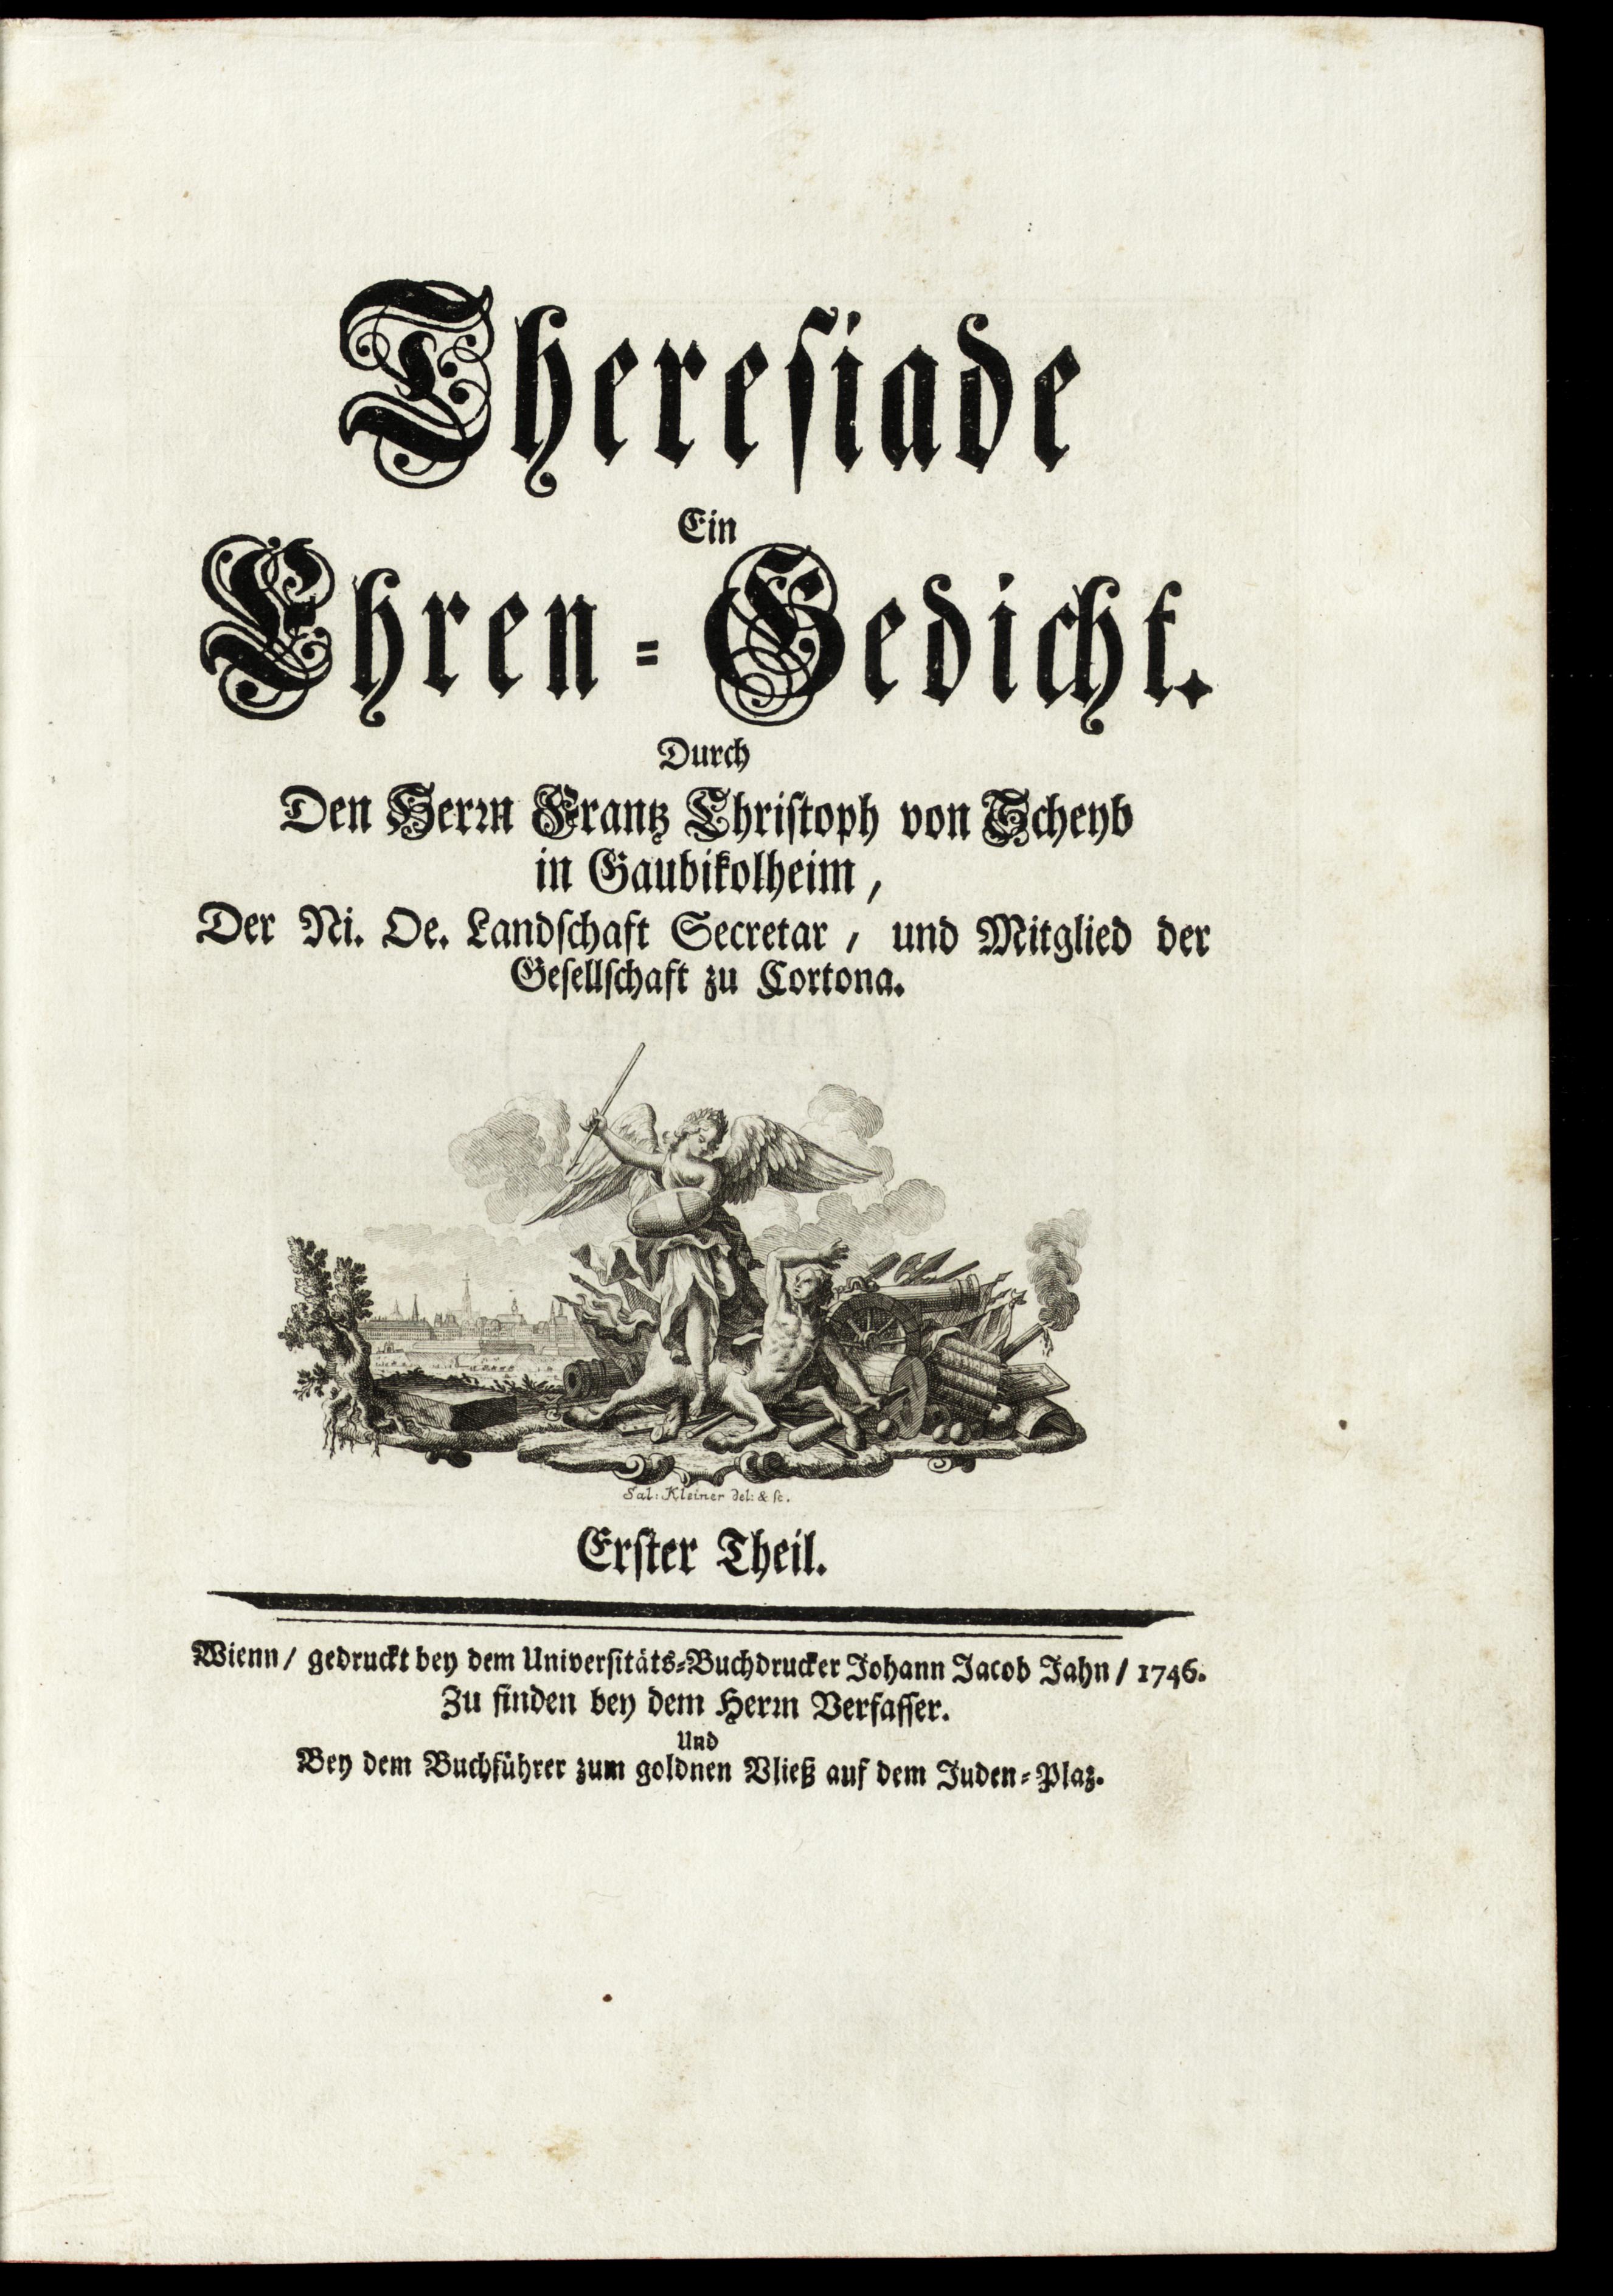 Theresiade
Ein
Ehren-Gedicht.
Durch
Den Herrn Frantz Christoph von Scheyb
in Gaubikolheim,
Der Ni. Oe. Landschaft Secretar, und Mitglied der
Gesellschaft zu Cortona.
Sal: Kleiner del: & sc.
Erster Theil.
Wienn/ gedruckt bey dem Universitäts-Buchdrucker Johann Jacob Jahn/ 1746.
Zu finden bey dem Herrn Verfasser.
Und
Bey dem Buchführer zum goldnen Vließ auf dem Juden-Plaz.